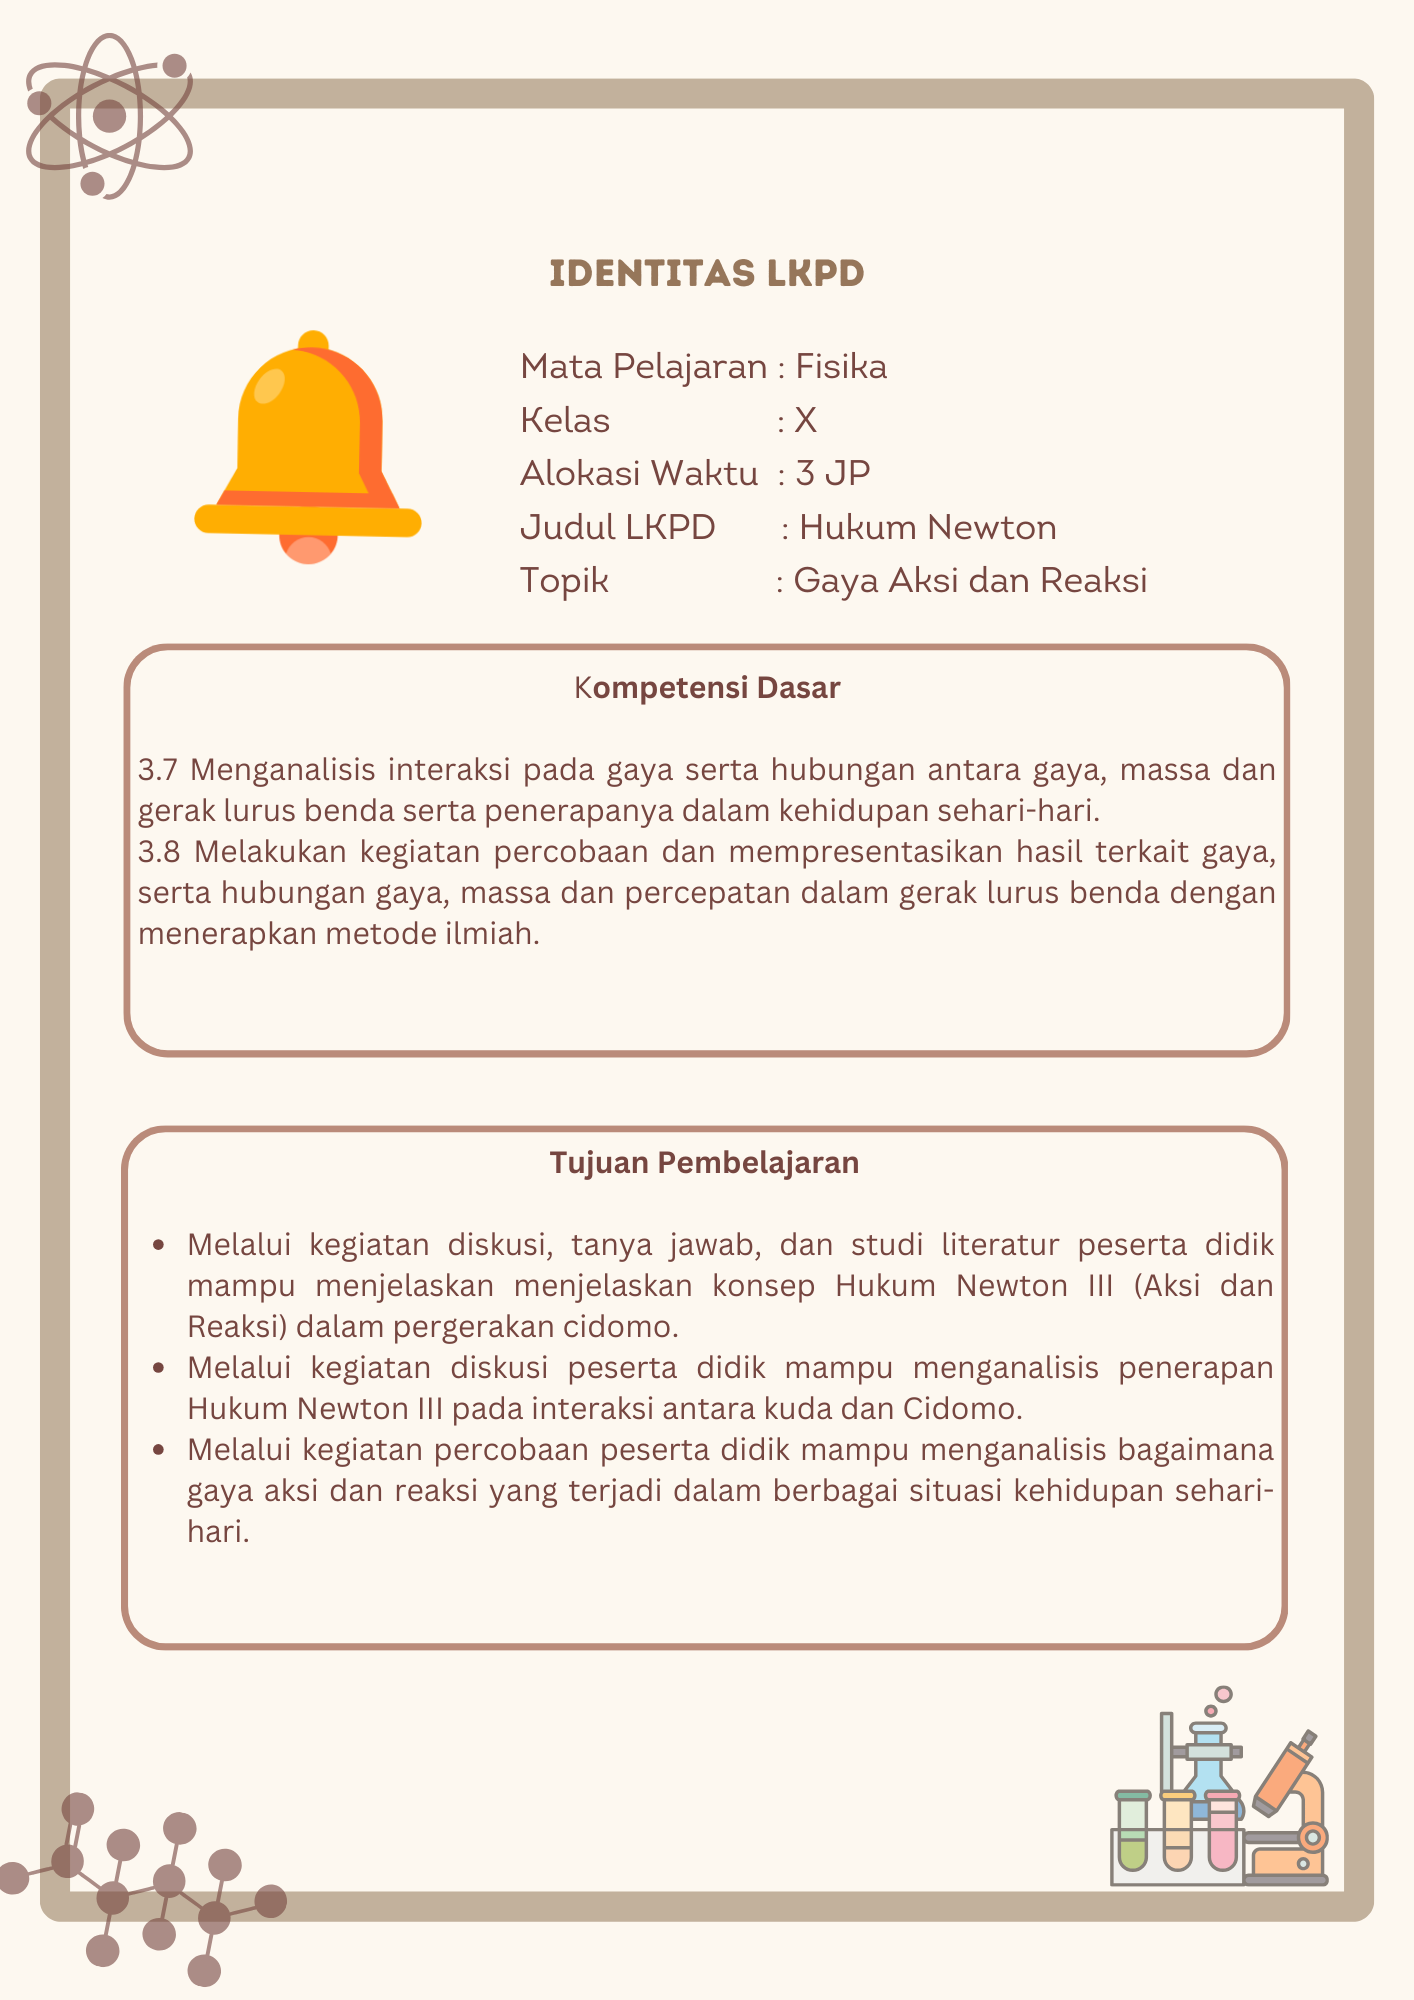 IDENTITAS LKPD
Mata Pelajaran : Fisika
Kelas : X
Alokasi Waktu : 3 JP
Judul LKPD : Hukum Newton
Topik : Gaya Aksi dan Reaksi
Kompetensi Dasar
3.7 Menganalisis interaksi pada gaya serta hubungan antara gaya, massa dan
gerak lurus benda serta penerapanya dalam kehidupan sehari-hari.
3.8 Melakukan kegiatan percobaan dan mempresentasikan hasil terkait gaya,
serta hubungan gaya, massa dan percepatan dalam gerak lurus benda dengan
menerapkan metode ilmiah.
Tujuan Pembelajaran
• Melalui kegiatan diskusi, tanya jawab, dan studi literatur peserta didik
mampu menjelaskan menjelaskan konsep Hukum Newton III (Aksi dan
Reaksi) dalam pergerakan cidomo.
• Melalui kegiatan diskusi peserta didik mampu menganalisis penerapan
Hukum Newton III pada interaksi antara kuda dan Cidomo.
• Melalui kegiatan percobaan peserta didik mampu menganalisis bagaimana
gaya aksi dan reaksi yang terjadi dalam berbagai situasi kehidupan sehari-
hari.